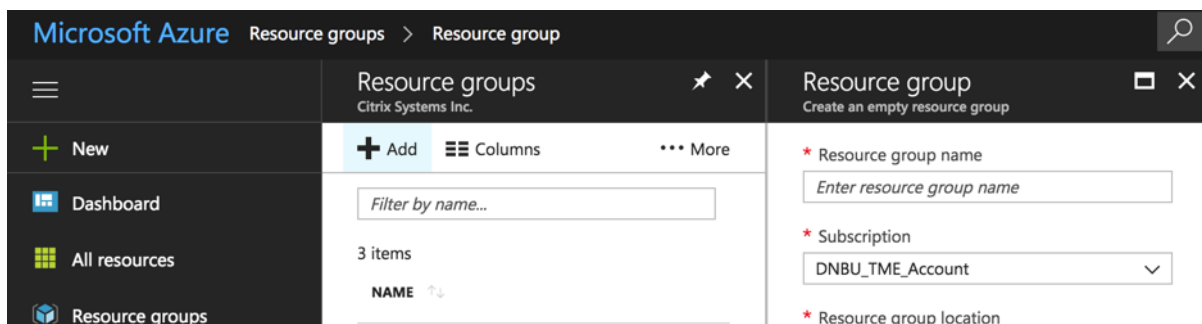 Microsoft Azure Resource groups > Resource group
Resource groups
Citrix Systems Inc.
Resource group
Create an empty resource group
New
Dashboard
All resources
Resource groups
Add Columns ••• More
Filter by name...
3 items
NAME
* Resource group name
Enter resource group name
* Subscription
DNBU_TME_Account
* Resource group location